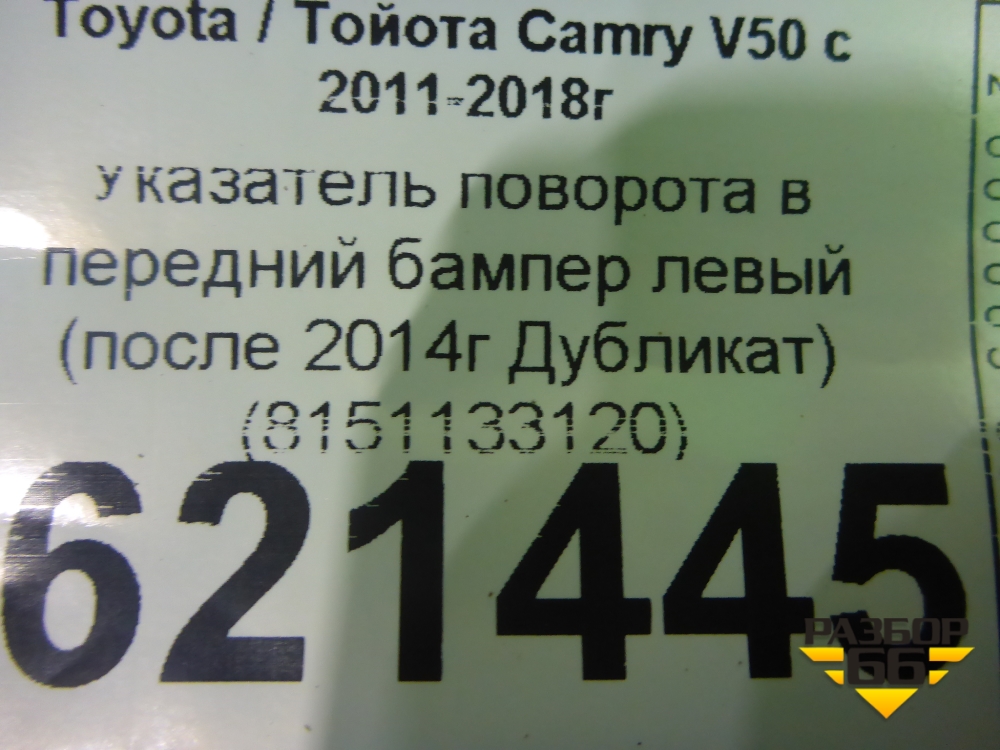 Toyota / Тойота Camry V50 с
2011-2018г
указатель поворота в
передний бампер левый
(после 2014г Дубликат)
(8151133120)
621445
РАЗБОР
66